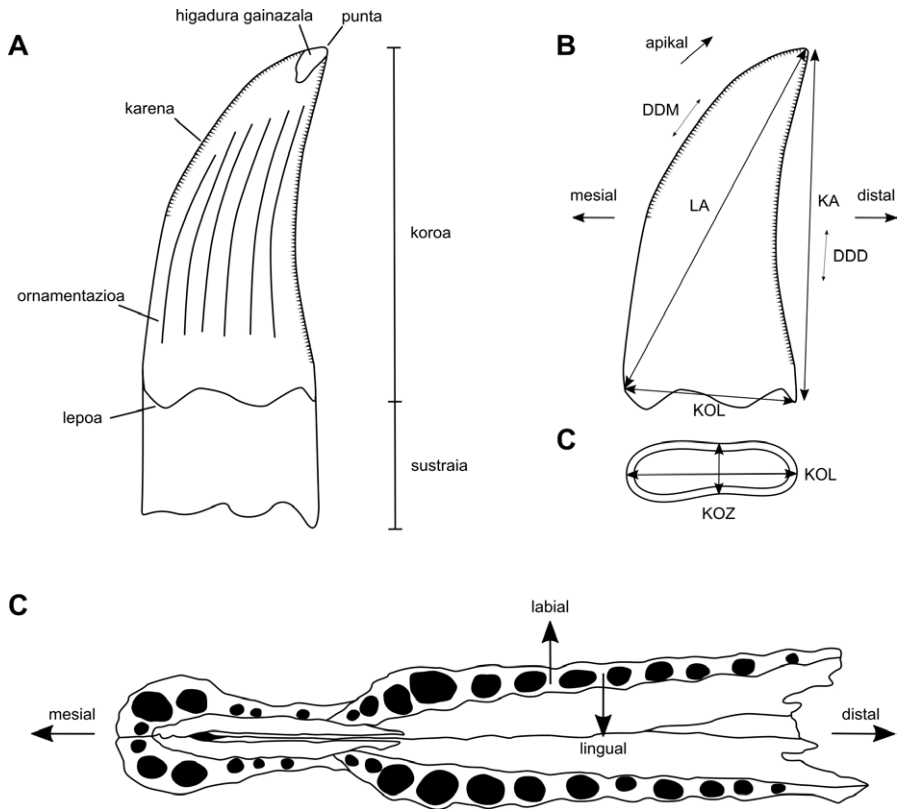 A
higadura gainazala
punta
karena
koroa
ornamentazioa
lepoa
sustraia
B
apikal
DDM
mesial
LA
KA
distal
DDD
KOL
C
KOL
KOZ
C
labial
mesial
distal
lingual